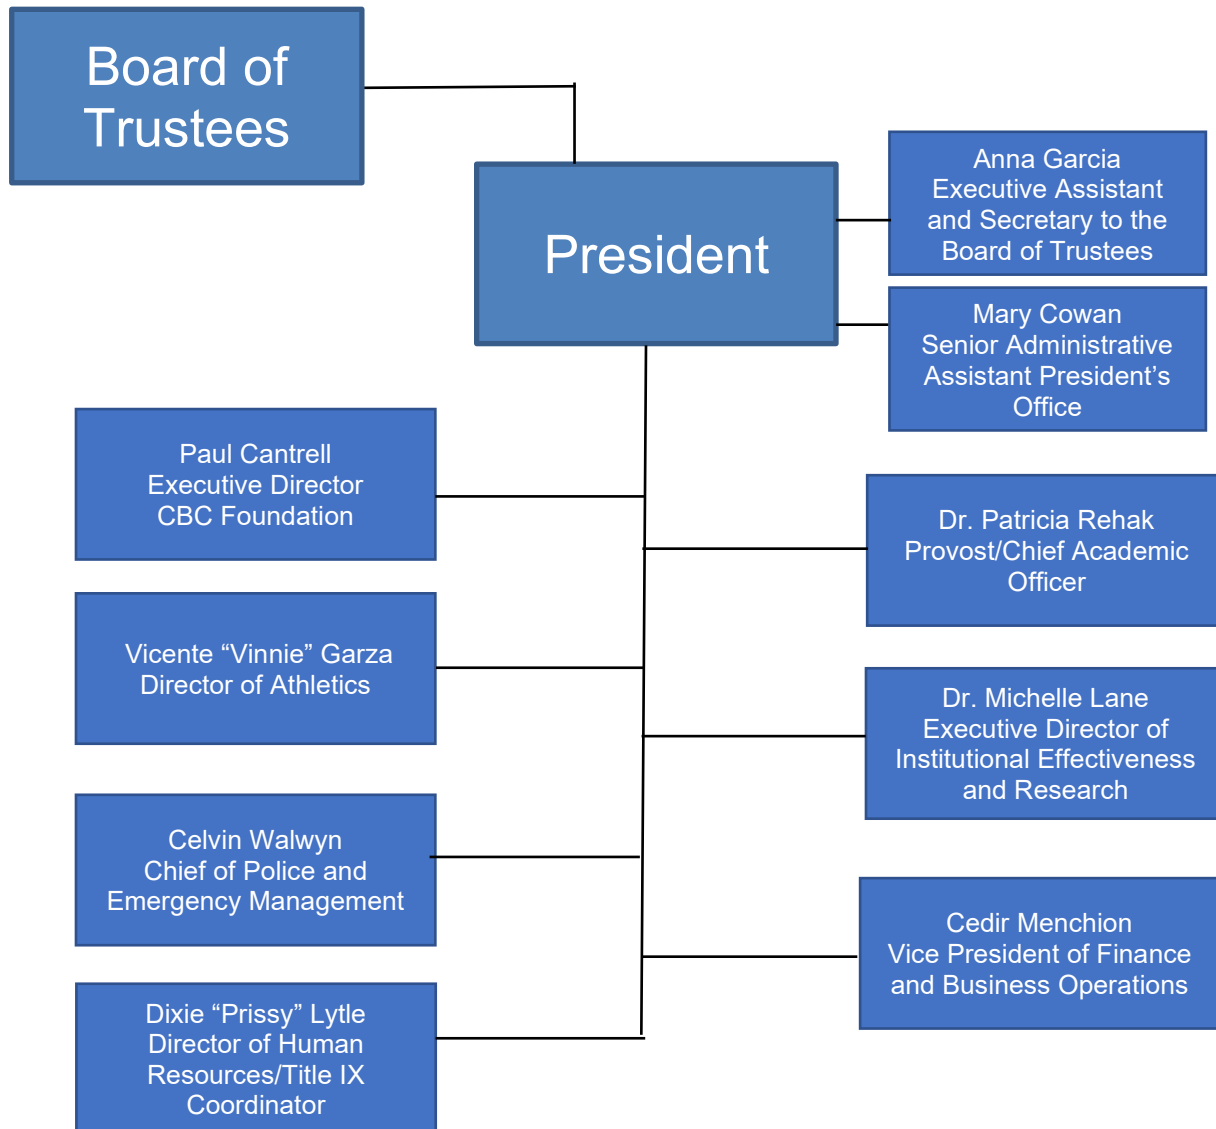 Board of
Trustees
President
Anna Garcia
Executive Assistant
and Secretary to the
Board of Trustees
Mary Cowan
Senior Administrative
Assistant President’s
Office
Paul Cantrell
Executive Director
CBC Foundation
Dr. Patricia Rehak
Provost/Chief Academic
Officer
Vicente “Vinnie” Garza
Director of Athletics
Dr. Michelle Lane
Executive Director of
Institutional Effectiveness
and Research
Celvin Walwyn
Chief of Police and
Emergency Management
Cedir Menchion
Vice President of Finance
and Business Operations
Dixie “Prissy” Lytle
Director of Human
Resources/Title IX
Coordinator